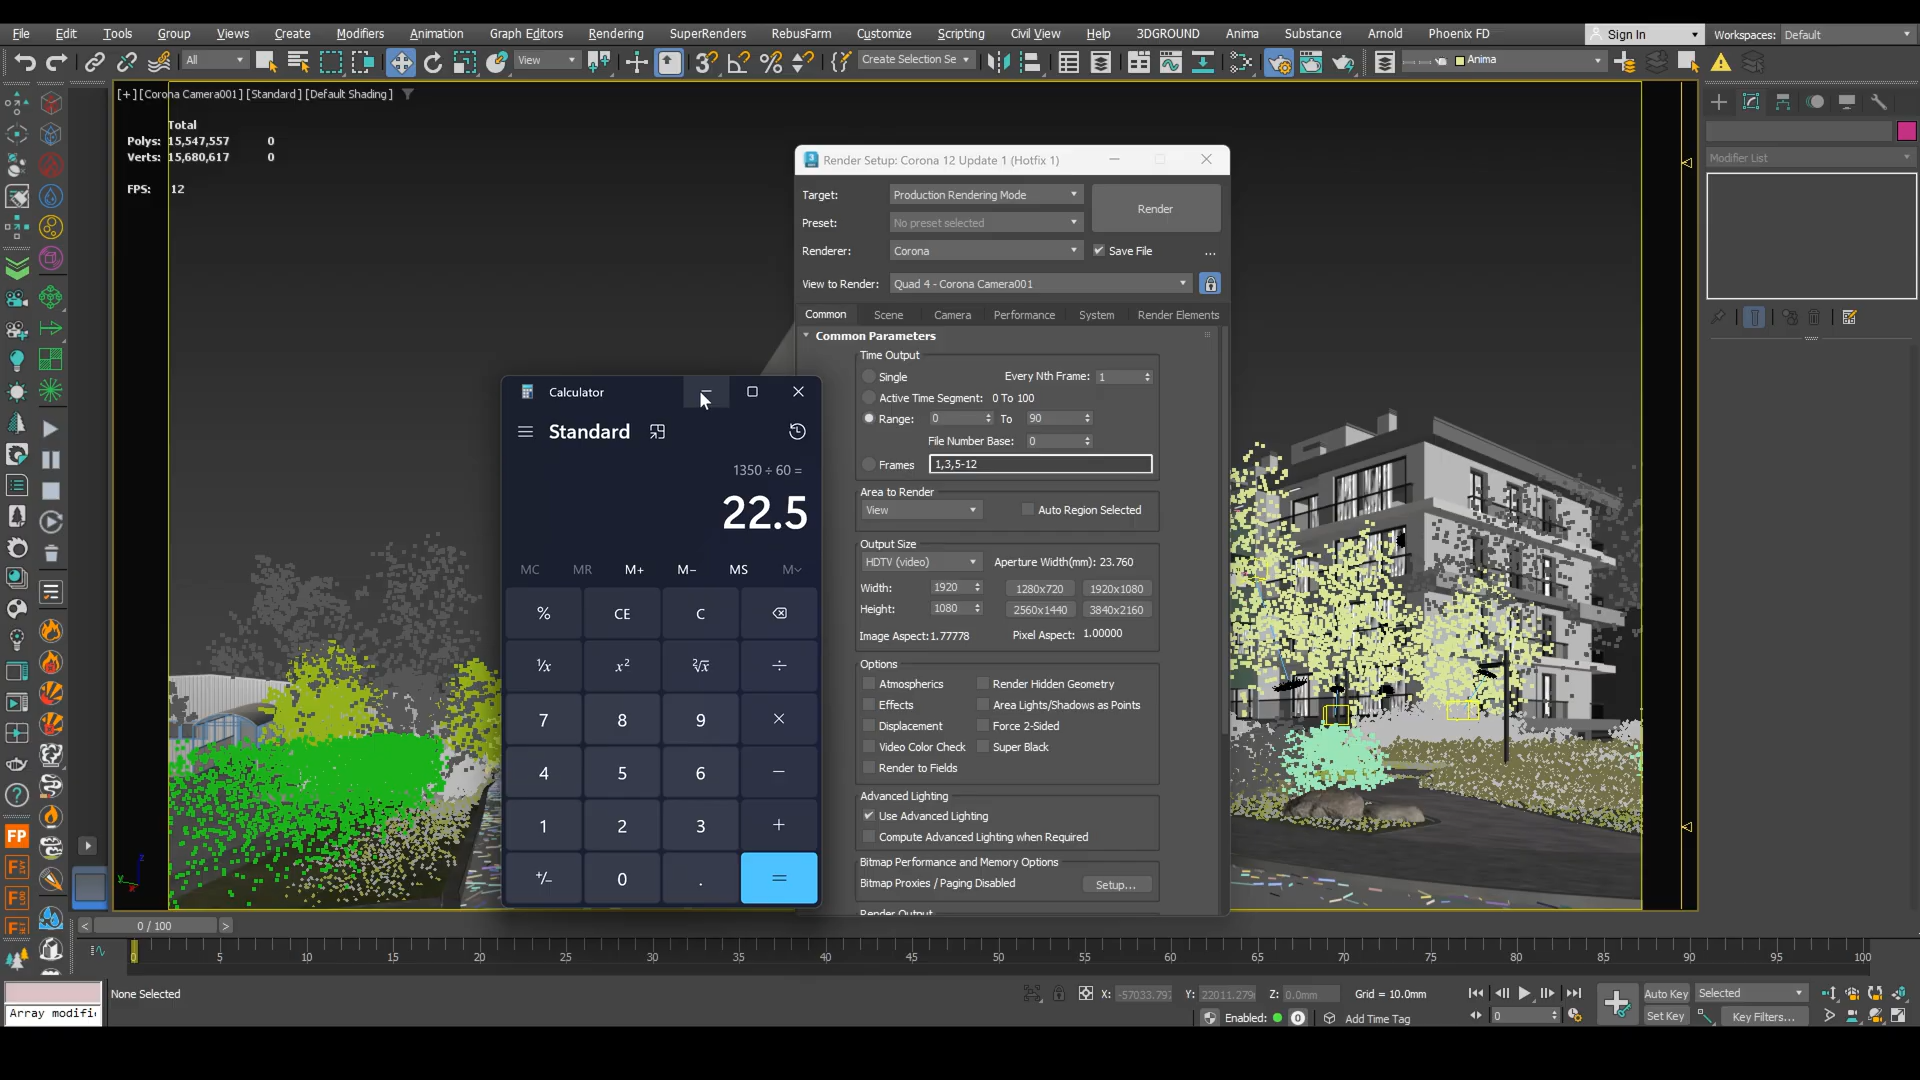 File Edit Tools Group Views Create Modifiers Animation Graph Editors Rendering SuperRenders RebusFarm Customize Scripting Civil View Help 3DGROUND Anima Substance Arnold Phoenix FD Sign In Workspaces: Default
All View Create Selection Se Anima
[+] [Corona Camera001] [Standard] [Default Shading]
Total
Polys: 15,547,557 0
Verts: 15,680,617 0
FPS: 12
Modifier List
Render Setup: Corona 12 Update 1 (Hotfix 1)
Target: Production Rendering Mode Render
Preset: No preset selected
Renderer: Corona Save File ...
View to Render: Quad 4 - Corona Camera001
Common Scene Camera Performance System Render Elements
Common Parameters
Time Output
Single Every Nth Frame: 1
Active Time Segment: 0 To 100
Range: 0 To 90
File Number Base: 0
Frames 1,3,5-12
Area to Render
View Auto Region Selected
Output Size
HDTV (video) Aperture Width(mm): 23.760
Width: 1920 1280x720 1920x1080
Height: 1080 2560x1440 3840x2160
Image Aspect: 1.77778 Pixel Aspect: 1.00000
Options
Atmospherics Render Hidden Geometry
Effects Area Lights/Shadows as Points
Displacement Force 2-Sided
Video Color Check Super Black
Render to Fields
Advanced Lighting
Use Advanced Lighting
Compute Advanced Lighting when Required
Bitmap Performance and Memory Options
Bitmap Proxies / Paging Disabled Setup...
Render Output
Calculator
Standard
1350 ÷ 60 =
22.5
MC MR M+ M− MS M
% CE C
¹/x x² ²√x ÷
7 8 9 ×
4 5 6 −
1 2 3 +
+/− 0 . =
FP
z
y x
< 0 / 100 >
0 5 10 15 20 25 30 35 40 45 50 55 60 65 70 75 80 85 90 95 100
None Selected
X: -57033.797 Y: 22011.279 Z: 0.0mm Grid = 10.0mm
Auto Key Selected
Array modifi
Enabled: 0 Add Time Tag
0
Set Key Key Filters...